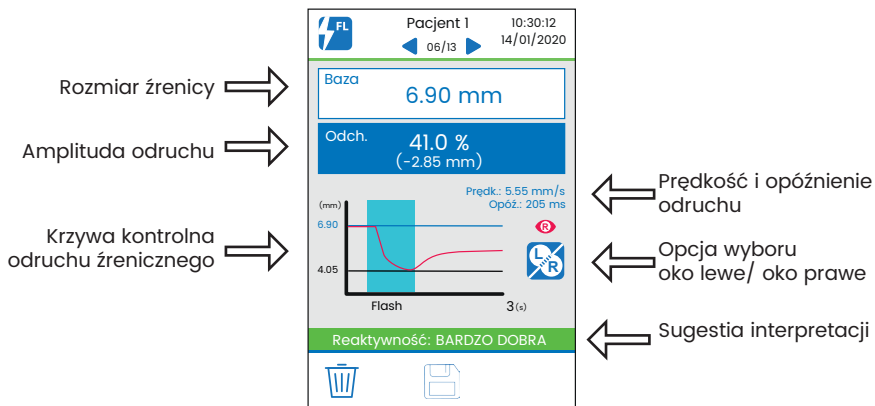 FL
Pacjent 1
06/13
10:30:12
14/01/2020
Rozmiar źrenicy
Baza
6.90 mm
Amplituda odruchu
Odch.
41.0 %
(-2.85 mm)
Prędk.: 5.55 mm/s
Opóź.: 205 ms
Prędkość i opóźnienie
odruchu
Krzywa kontrolna
odruchu źrenicznego
(mm)
6.90
4.05
Flash
3(s)
R
L
R
Opcja wyboru
oko lewe/ oko prawe
Reaktywność: BARDZO DOBRA
Sugestia interpretacji